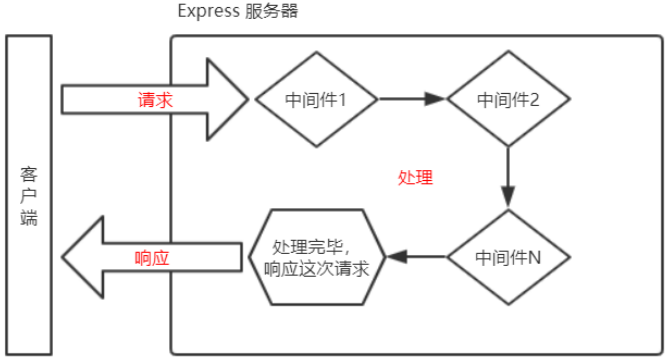 Express 服务器
客户端
请求
中间件1
中间件2
处理
响应
处理完毕，
响应这次请求
中间件N